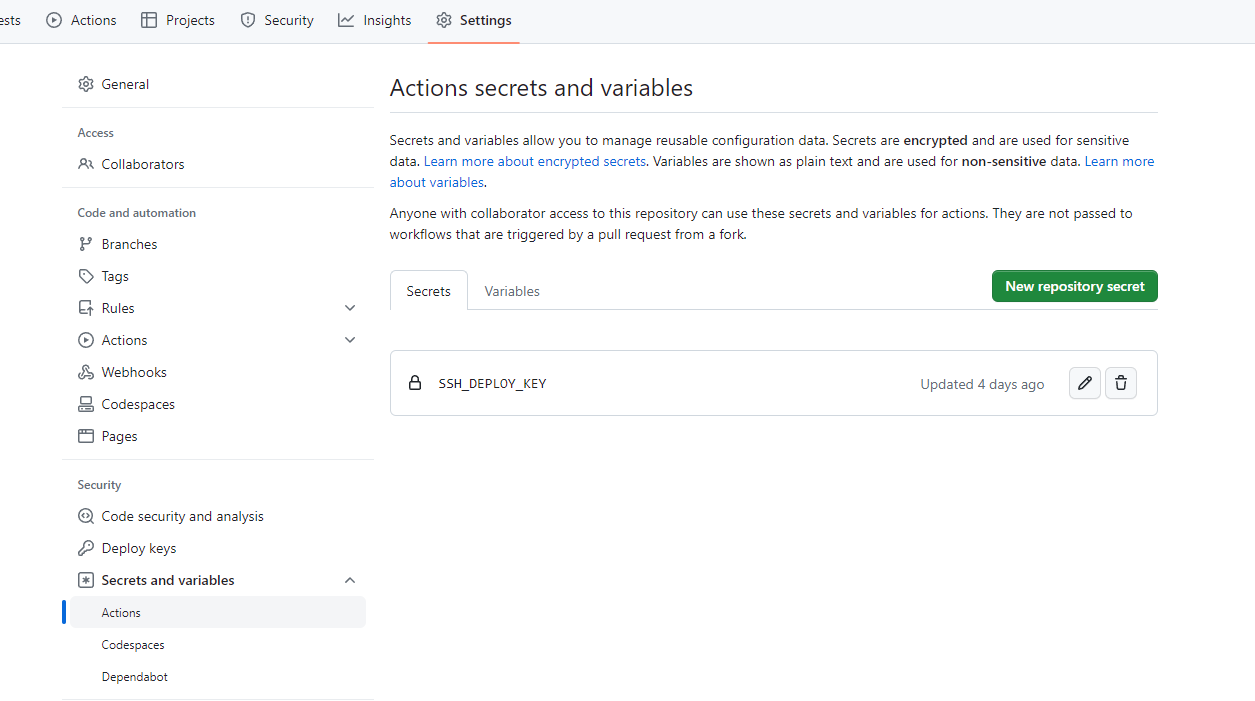 ests Actions Projects Security Insights Settings
General
Access
Collaborators
Code and automation
Branches
Tags
Rules
Actions
Webhooks
Codespaces
Pages
Security
Code security and analysis
Deploy keys
Secrets and variables
Actions
Codespaces
Dependabot
Actions secrets and variables
Secrets and variables allow you to manage reusable configuration data. Secrets are encrypted and are used for sensitive
data. Learn more about encrypted secrets. Variables are shown as plain text and are used for non-sensitive data. Learn more
about variables.
Anyone with collaborator access to this repository can use these secrets and variables for actions. They are not passed to
workflows that are triggered by a pull request from a fork.
Secrets Variables New repository secret
SSH_DEPLOY_KEY Updated 4 days ago